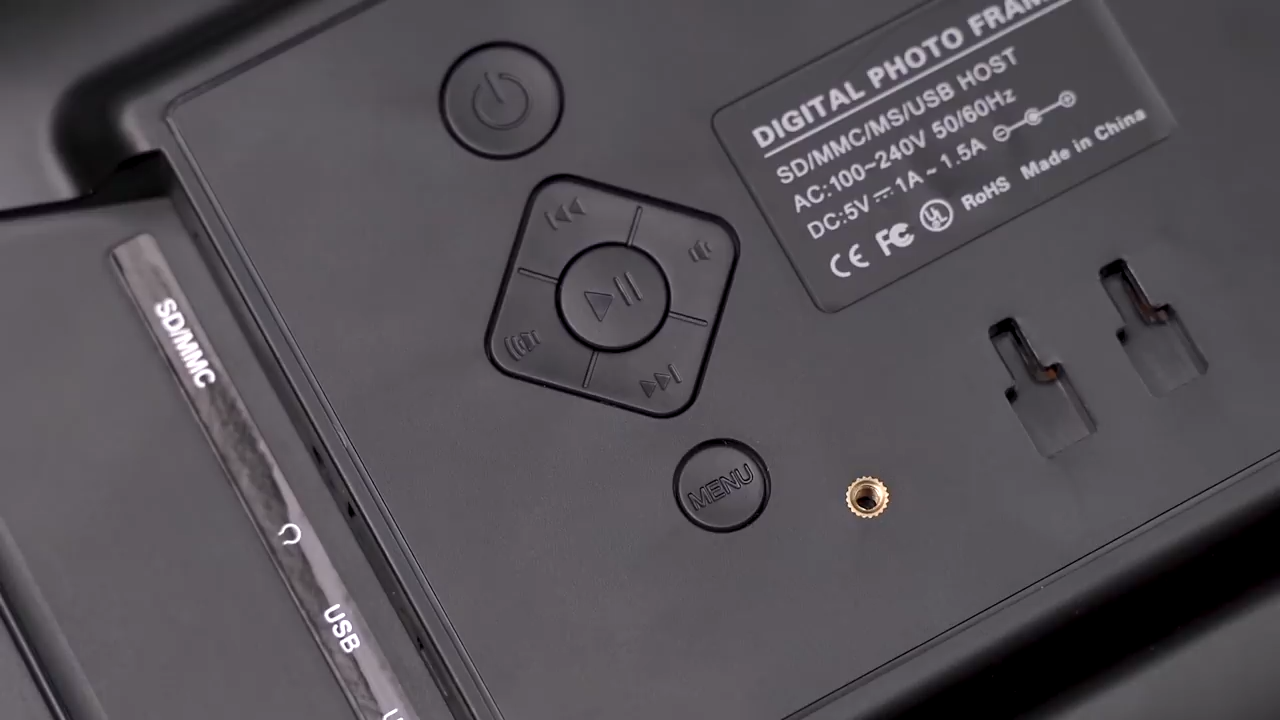 DIGITAL PHOTO FRAM
SD/MMC/MS/USB HOST
AC:100~240V 50/60Hz
DC:5V⎓1A~1.5A
CE FC UL RoHS Made in China
MENU
SD/MMC
USB